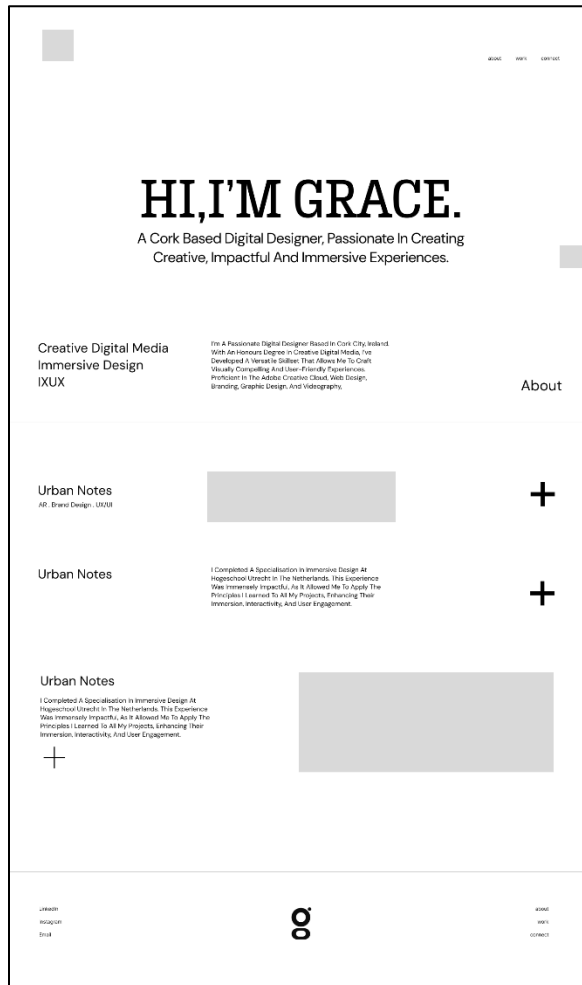 about work connect
HI,I'M GRACE.
A Cork Based Digital Designer, Passionate In Creating
Creative, Impactful And Immersive Experiences.
Creative Digital Media
Immersive Design
IXUX
I'm A Passionate Digital Designer Based In Cork City, Ireland.
With An Honours Degree In Creative Digital Media, I've
Developed A Versatile Skillset That Allows Me To Craft
Visually Compelling And User-Friendly Experiences.
Proficient In The Adobe Creative Cloud, Web Design,
Branding, Graphic Design, And Videography,
About
Urban Notes
AR . Brand Design . UX/UI
Urban Notes
I Completed A Specialisation In Immersive Design At
Hogeschool Utrecht In The Netherlands. This Experience
Was Immensely Impactful, As It Allowed Me To Apply The
Principles I Learned To All My Projects, Enhancing Their
Immersion, Interactivity, And User Engagement.
Urban Notes
I Completed A Specialisation In Immersive Design At
Hogeschool Utrecht In The Netherlands. This Experience
Was Immensely Impactful, As It Allowed Me To Apply The
Principles I Learned To All My Projects, Enhancing Their
Immersion, Interactivity, And User Engagement.
LinkedIn
Instagram
Email
g
about
work
connect